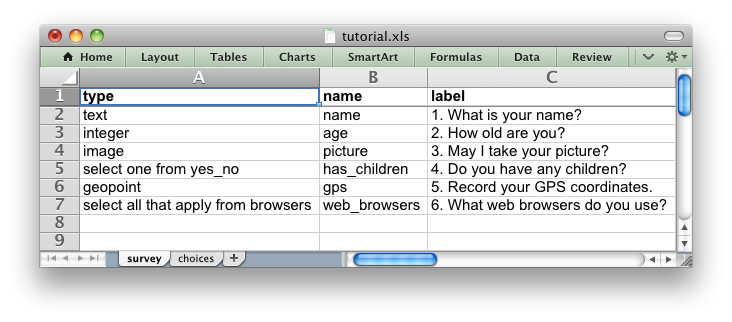 tutorial.xls
Home Layout Tables Charts SmartArt Formulas Data Review
A B C
1 type name label
2 text name 1. What is your name?
3 integer age 2. How old are you?
4 image picture 3. May I take your picture?
5 select one from yes_no has_children 4. Do you have any children?
6 geopoint gps 5. Record your GPS coordinates.
7 select all that apply from browsers web_browsers 6. What web browsers do you use?
8
9
survey choices +